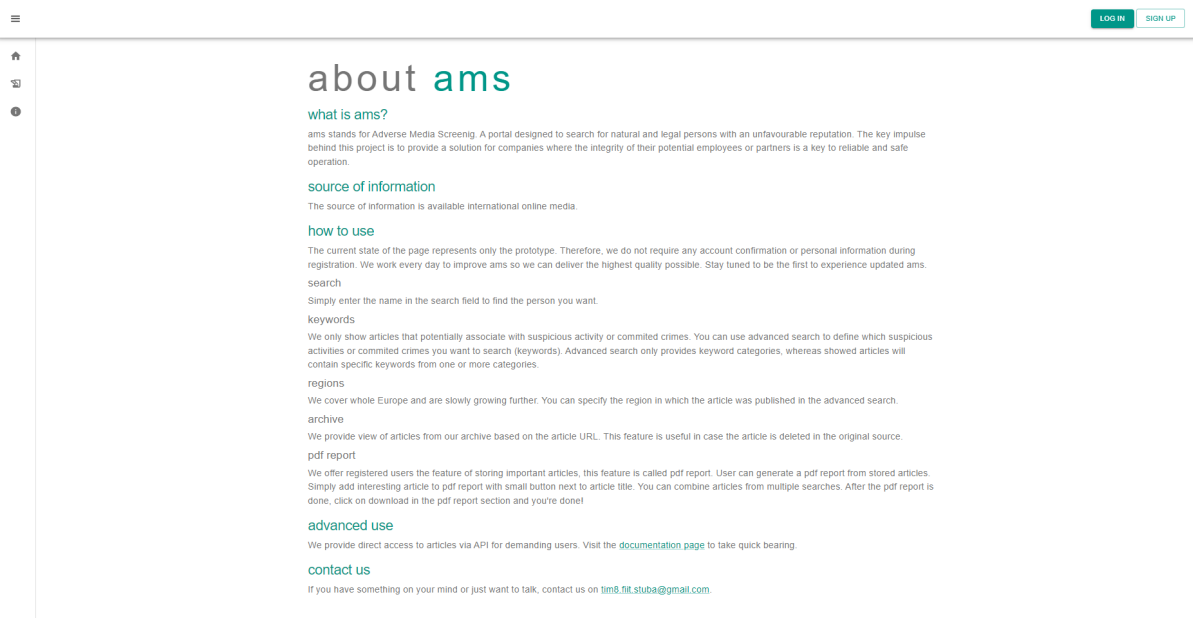 LOG IN
SIGN UP
about ams
what is ams?
ams stands for Adverse Media Screenig. A portal designed to search for natural and legal persons with an unfavourable reputation. The key impulse
behind this project is to provide a solution for companies where the integrity of their potential employees or partners is a key to reliable and safe
operation.
source of information
The source of information is available international online media.
how to use
The current state of the page represents only the prototype. Therefore, we do not require any account confirmation or personal information during
registration. We work every day to improve ams so we can deliver the highest quality possible. Stay tuned to be the first to experience updated ams.
search
Simply enter the name in the search field to find the person you want.
keywords
We only show articles that potentially associate with suspicious activity or commited crimes. You can use advanced search to define which suspicious
activities or commited crimes you want to search (keywords). Advanced search only provides keyword categories, whereas showed articles will
contain specific keywords from one or more categories.
regions
We cover whole Europe and are slowly growing further. You can specify the region in which the article was published in the advanced search.
archive
We provide view of articles from our archive based on the article URL. This feature is useful in case the article is deleted in the original source.
pdf report
We offer registered users the feature of storing important articles, this feature is called pdf report. User can generate a pdf report from stored articles.
Simply add interesting article to pdf report with small button next to article title. You can combine articles from multiple searches. After the pdf report is
done, click on download in the pdf report section and you're done!
advanced use
We provide direct access to articles via API for demanding users. Visit the documentation page to take quick bearing.
contact us
If you have something on your mind or just want to talk, contact us on tim8.fiit.stuba@gmail.com.